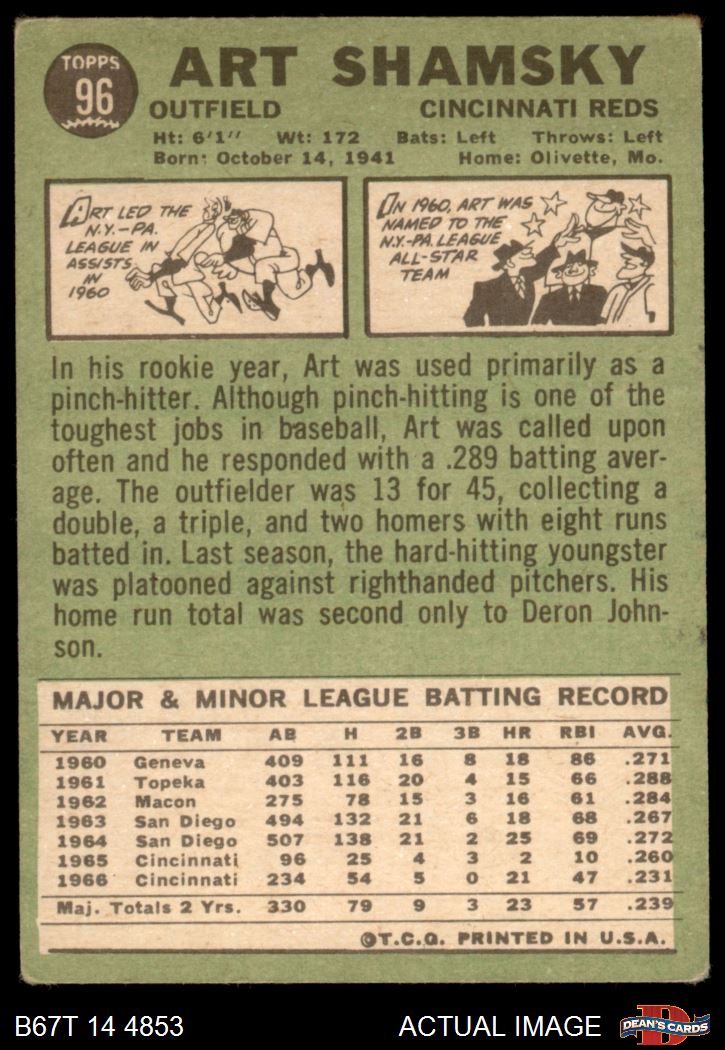 TOPPS
96
ART SHAMSKY
OUTFIELD CINCINNATI REDS
Ht: 6'1" Wt: 172 Bats: Left Throws: Left
Born: October 14, 1941 Home: Olivette, Mo.
ART LED THE
N.Y.-PA.
LEAGUE IN
ASSISTS
IN
1960
IN 1960, ART WAS
NAMED TO THE
N.Y.-PA. LEAGUE
ALL-STAR
TEAM
In his rookie year, Art was used primarily as a
pinch-hitter. Although pinch-hitting is one of the
toughest jobs in baseball, Art was called upon
often and he responded with a .289 batting aver-
age. The outfielder was 13 for 45, collecting a
double, a triple, and two homers with eight runs
batted in. Last season, the hard-hitting youngster
was platooned against righthanded pitchers. His
home run total was second only to Deron John-
son.
MAJOR & MINOR LEAGUE BATTING RECORD
YEAR TEAM AB H 2B 3B HR RBI AVG.
1960 Geneva 409 111 16 8 18 86 .271
1961 Topeka 403 116 20 4 15 66 .288
1962 Macon 275 78 15 3 16 61 .284
1963 San Diego 494 132 21 6 18 68 .267
1964 San Diego 507 138 21 2 25 69 .272
1965 Cincinnati 96 25 4 3 2 10 .260
1966 Cincinnati 234 54 5 0 21 47 .231
Maj. Totals 2 Yrs. 330 79 9 3 23 57 .239
©T.C.G. PRINTED IN U.S.A.
B67T 14 4853 ACTUAL IMAGE DEAN'S CARDS